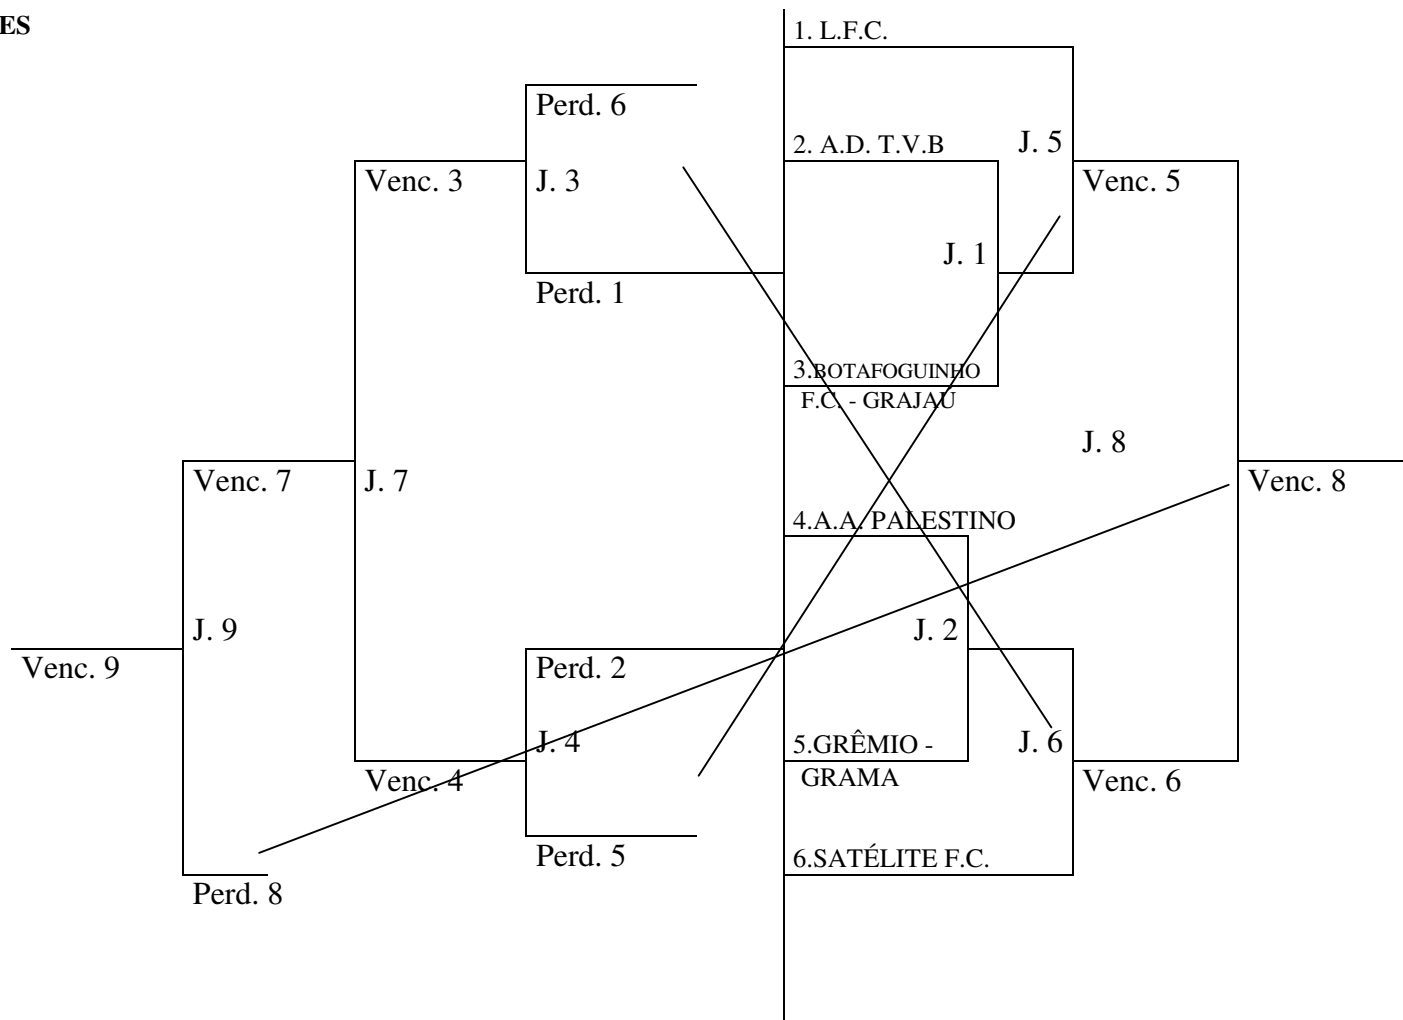 ES
1. L.F.C.
Perd. 6
2. A.D. T.V.B
J. 5
Venc. 3
J. 3
Venc. 5
J. 1
Perd. 1
3.BOTAFOGUINHO
F.C. - GRAJAÚ
J. 8
Venc. 7
J. 7
Venc. 8
4.A.A. PALESTINO
J. 9
J. 2
Venc. 9
Perd. 2
J. 4
5.GRÊMIO -
J. 6
Venc. 4
GRAMA
Venc. 6
Perd. 5
6.SATÉLITE F.C.
Perd. 8